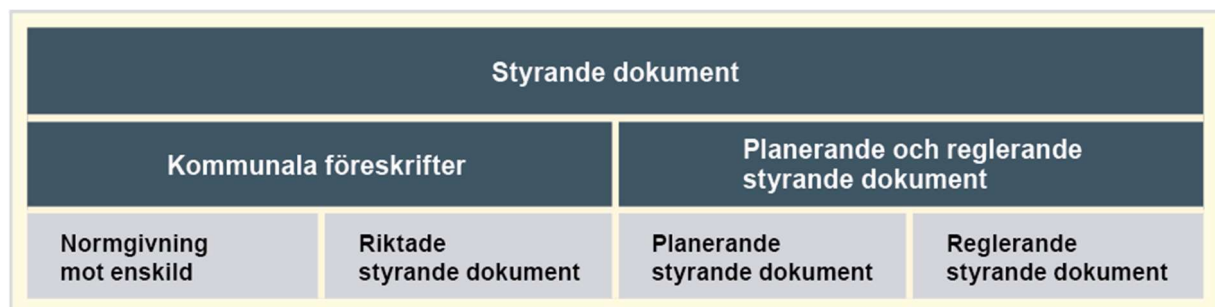 Styrande dokument
Kommunala föreskrifter
Planerande och reglerande
styrande dokument
Normgivning
mot enskild
Riktade
styrande dokument
Planerande
styrande dokument
Reglerande
styrande dokument